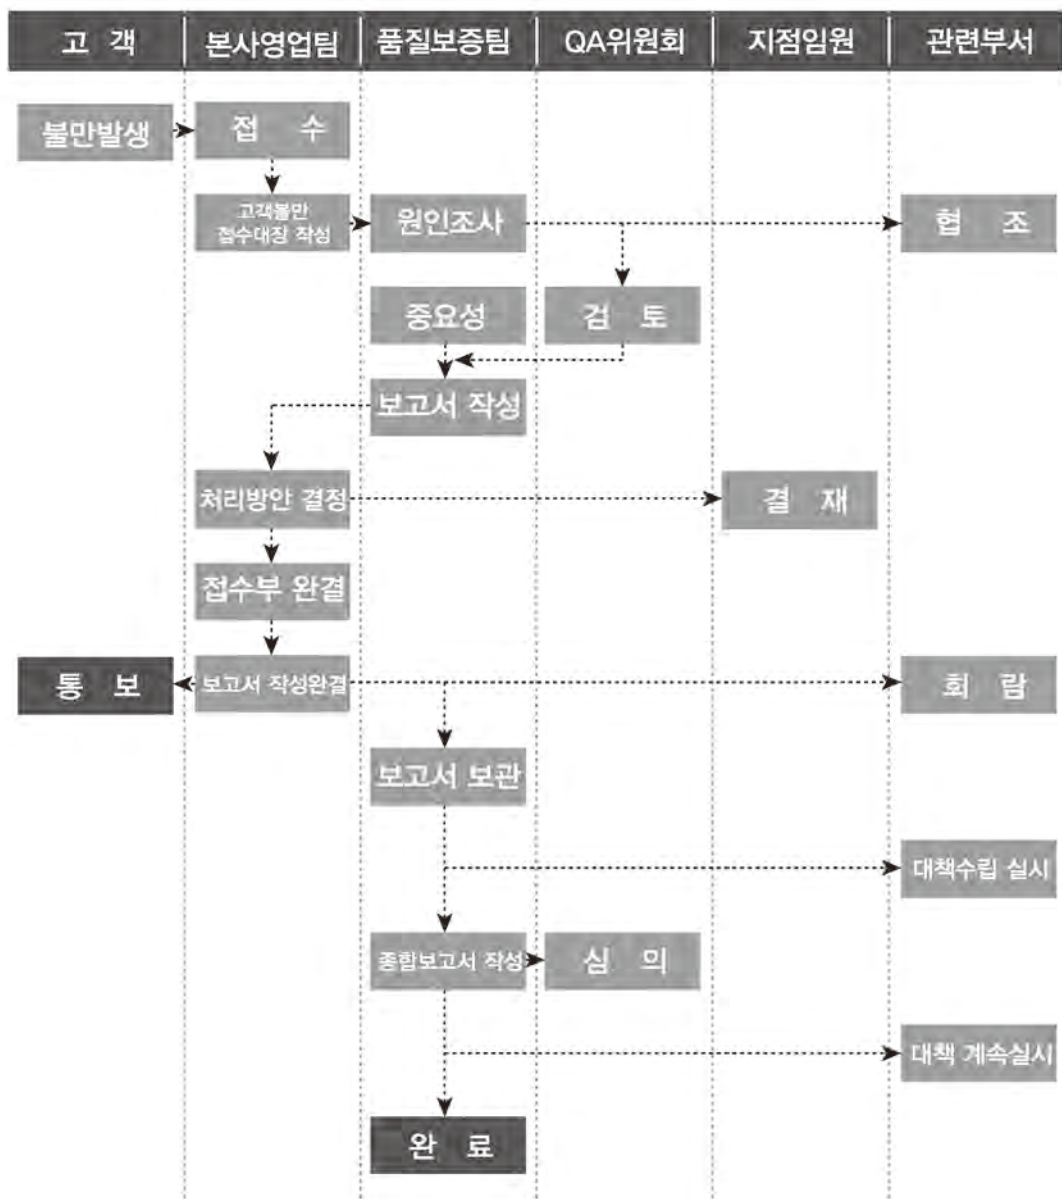 고 객 본사영업팀 품질보증팀 QA위원회 지점임원 관련부서
불만발생 접 수
고객불만
접수대장 작성
원인조사 협 조
중요성 검 토
보고서 작성
처리방안 결정 결 재
접수부 완결
통 보 보고서 작성완결 회 람
보고서 보관
대책수립 실시
종합보고서 작성 심 의
대책 계속실시
완 료